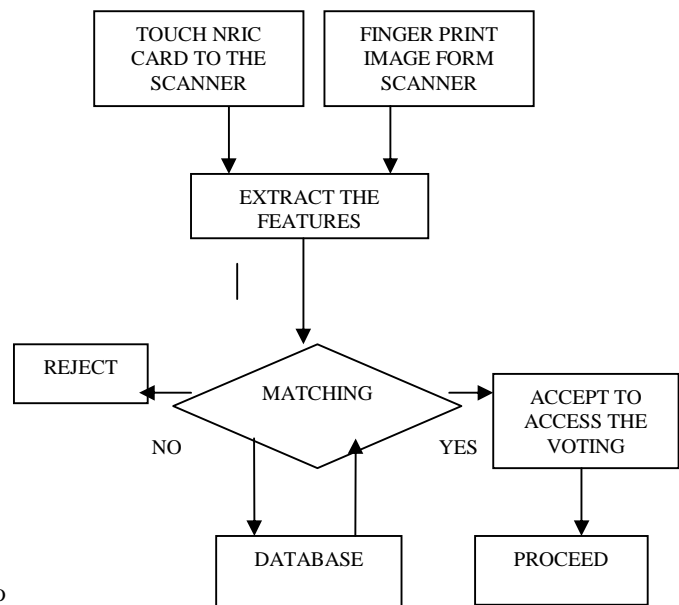 TOUCH NRIC
CARD TO THE
SCANNER
FINGER PRINT
IMAGE FORM
SCANNER
EXTRACT THE
FEATURES
REJECT
MATCHING
ACCEPT TO
ACCESS THE
VOTING
NO
YES
DATABASE
PROCEED